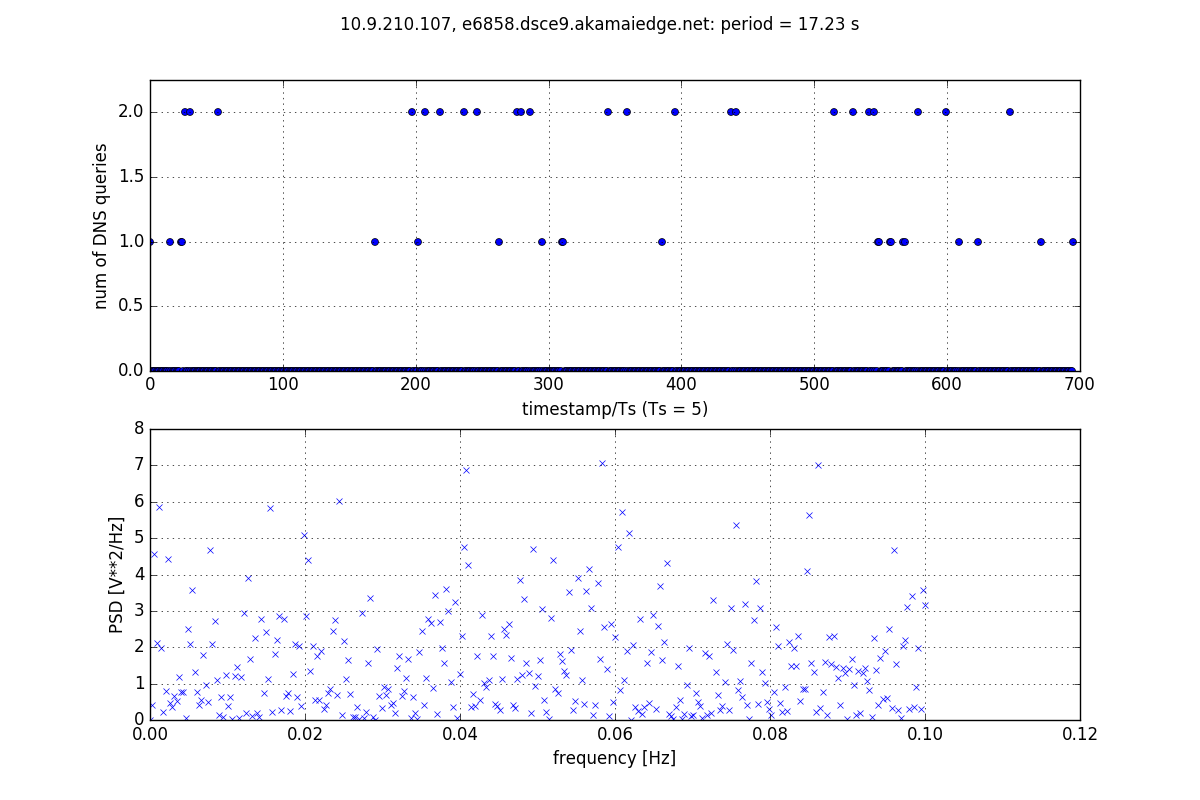 10.9.210.107, e6858.dsce9.akamaiedge.net: period = 17.23 s
2.0
1.5
1.0
0.5
0.0
num of DNS queries
0 100 200 300 400 500 600 700
timestamp/Ts (Ts = 5)
8
7
6
5
4
3
2
1
0
PSD [V**2/Hz]
0.00 0.02 0.04 0.06 0.08 0.10 0.12
frequency [Hz]